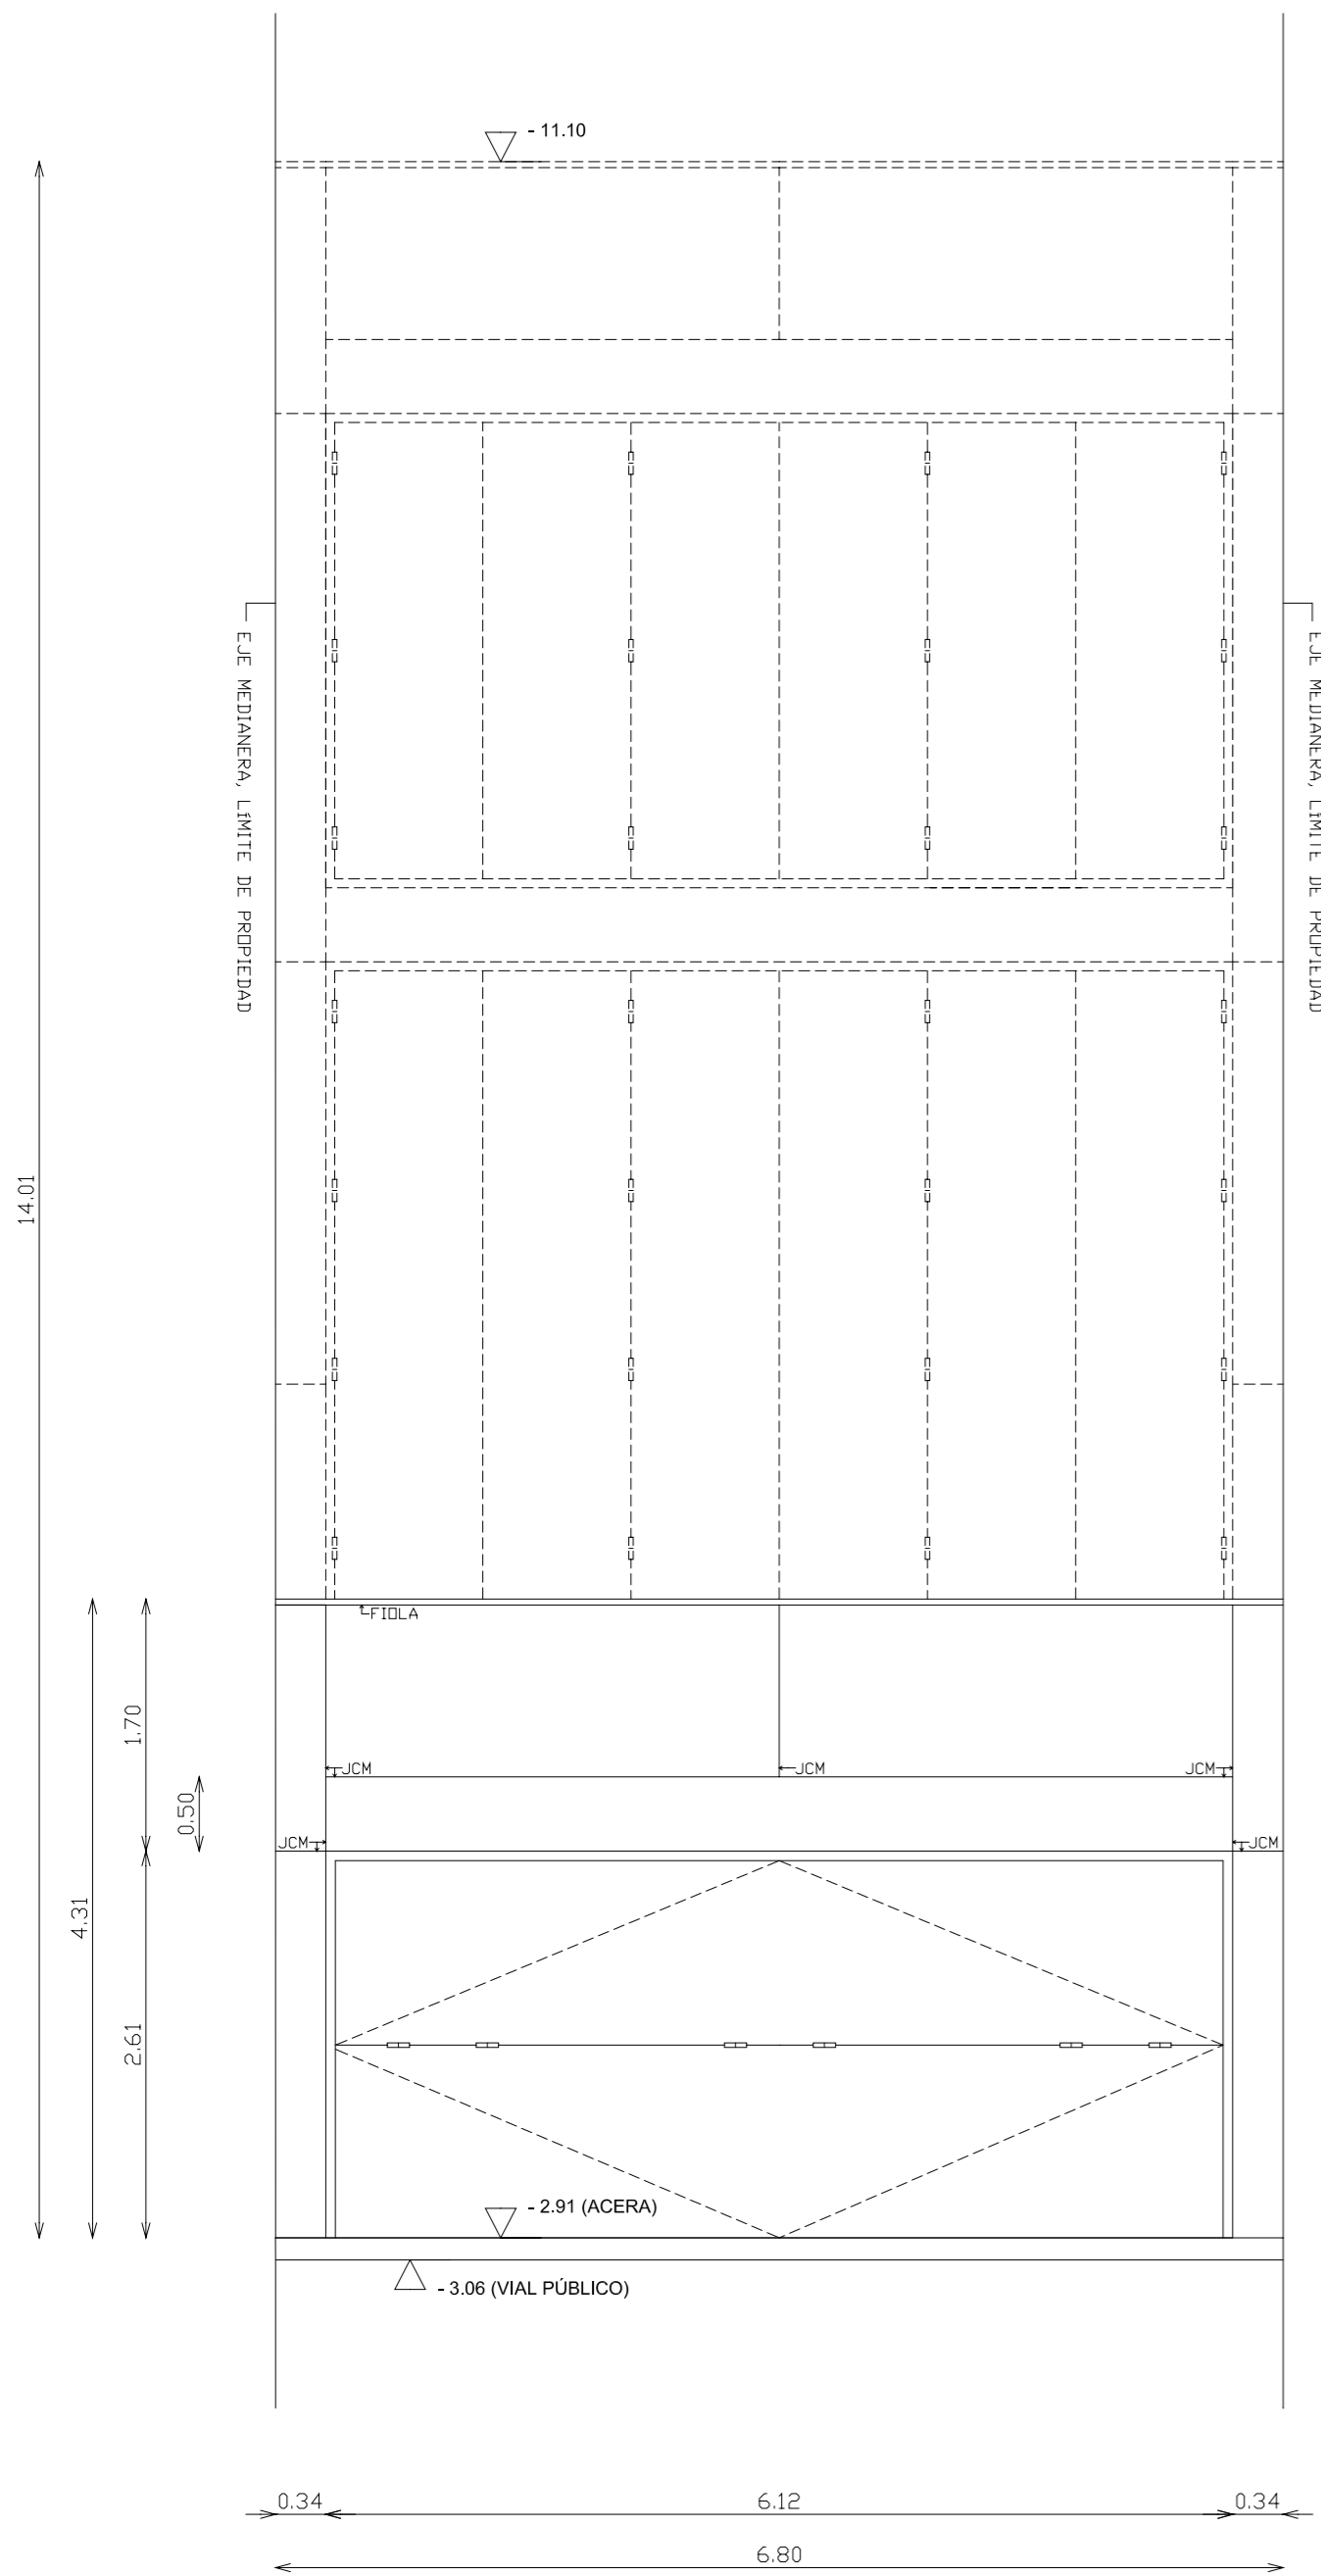 - 11.10
EJE MEDIANERA, LÍMITE DE PROPIEDAD
EJE MEDIANERA, LÍMITE DE PROPIEDAD
14.01
FIOLA
1.70
JCM
JCM
JCM
0.50
JCM
JCM
4.31
2.61
- 2.91 (ACERA)
- 3.06 (VIAL PÚBLICO)
0.34
6.12
0.34
6.80